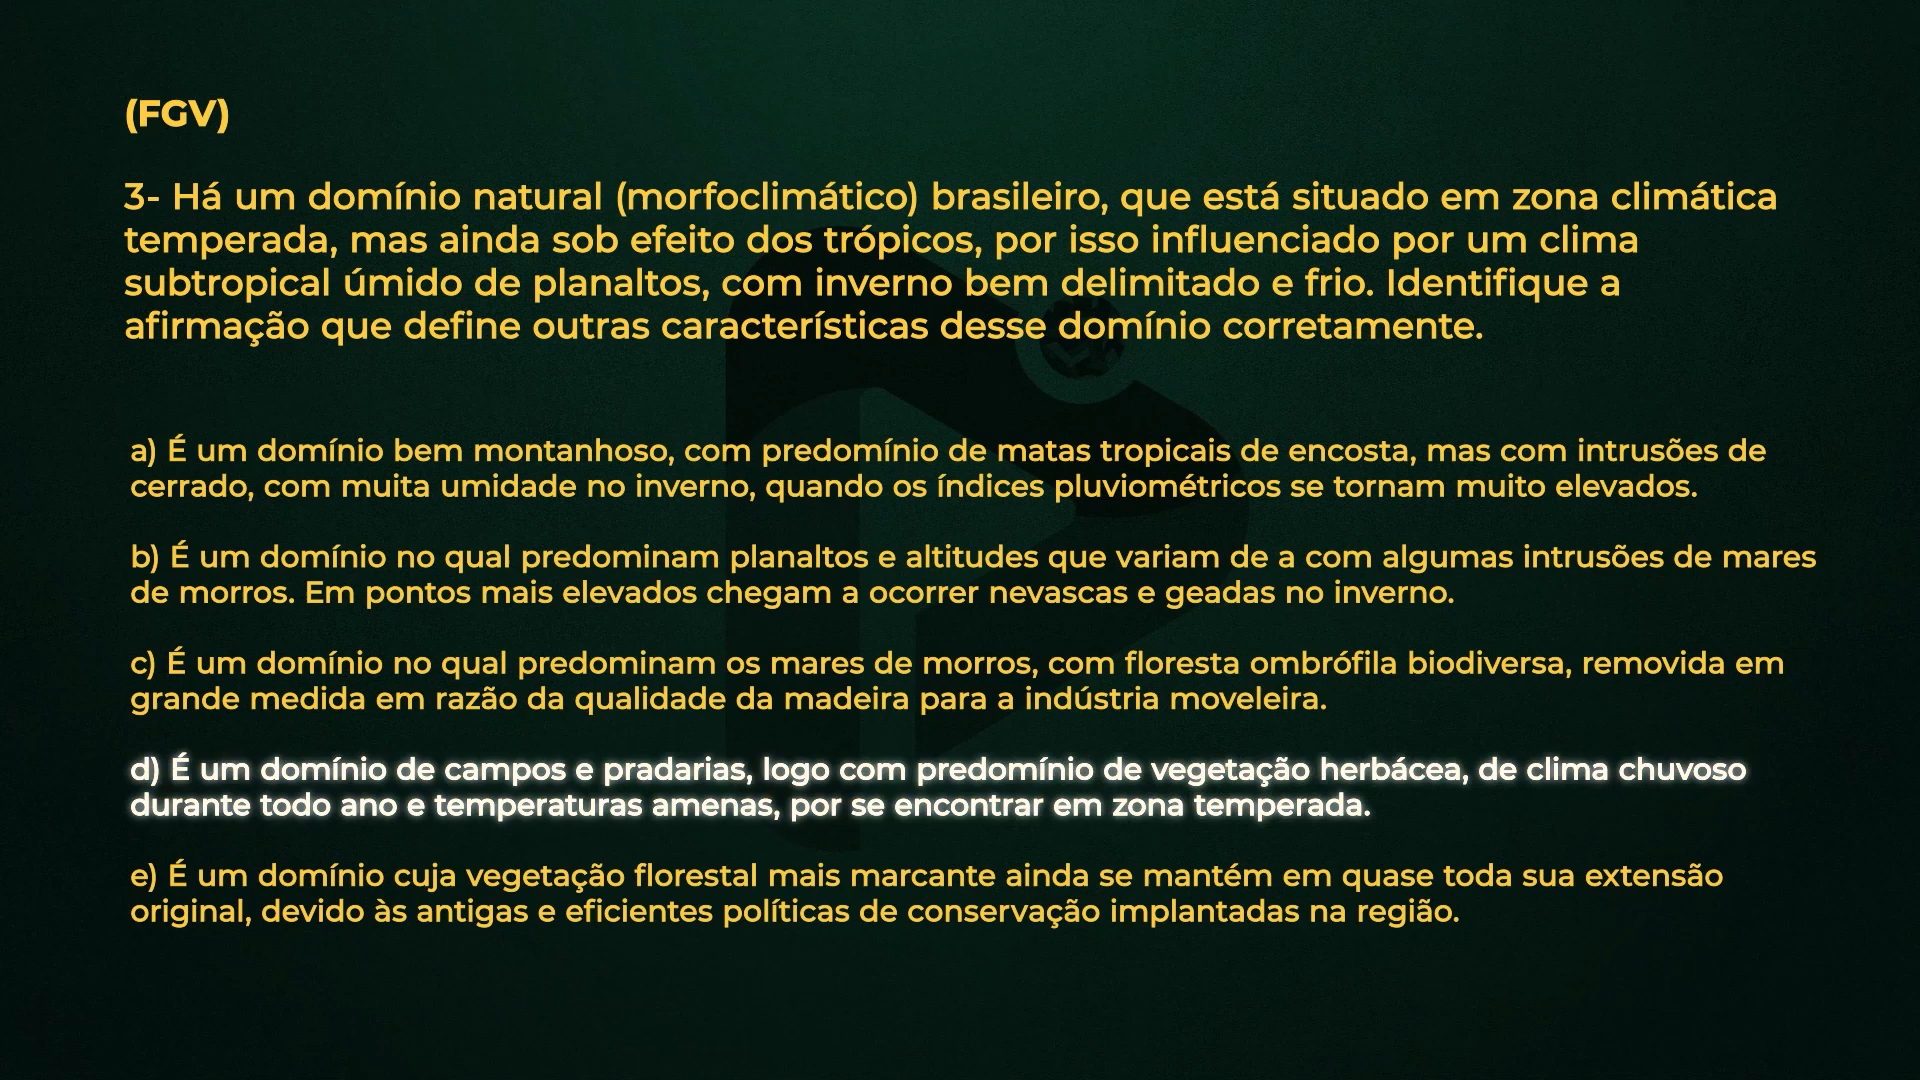 (FGV)
3- Há um domínio natural (morfoclimático) brasileiro, que está situado em zona climática
temperada, mas ainda sob efeito dos trópicos, por isso influenciado por um clima
subtropical úmido de planaltos, com inverno bem delimitado e frio. Identifique a
afirmação que define outras características desse domínio corretamente.
a) É um domínio bem montanhoso, com predomínio de matas tropicais de encosta, mas com intrusões de
cerrado, com muita umidade no inverno, quando os índices pluviométricos se tornam muito elevados.
b) É um domínio no qual predominam planaltos e altitudes que variam de a com algumas intrusões de mares
de morros. Em pontos mais elevados chegam a ocorrer nevascas e geadas no inverno.
c) É um domínio no qual predominam os mares de morros, com floresta ombrófila biodiversa, removida em
grande medida em razão da qualidade da madeira para a indústria moveleira.
d) É um domínio de campos e pradarias, logo com predomínio de vegetação herbácea, de clima chuvoso
durante todo ano e temperaturas amenas, por se encontrar em zona temperada.
e) É um domínio cuja vegetação florestal mais marcante ainda se mantém em quase toda sua extensão
original, devido às antigas e eficientes políticas de conservação implantadas na região.